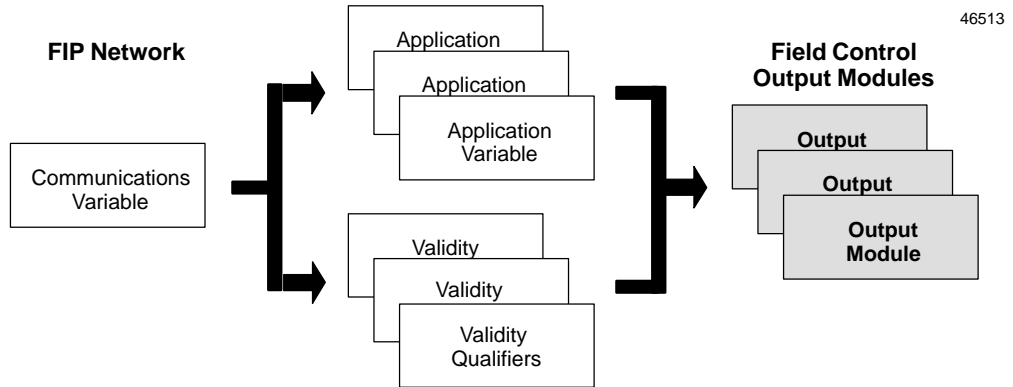 46513
FIP Network
Field Control
Output Modules
Communications
Variable
Application
Application
Application
Variable
Validity
Validity
Validity
Qualifiers
Output
Output
Output
Module